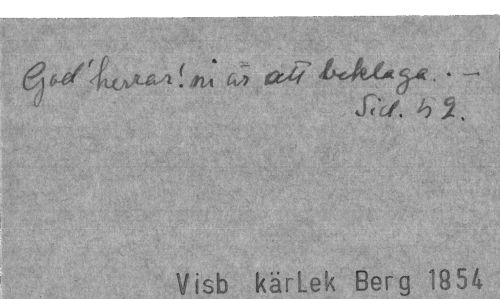 God' herrar! ni är att beklaga. . —
Sid. 52.
Visb kärLek Berg 1854